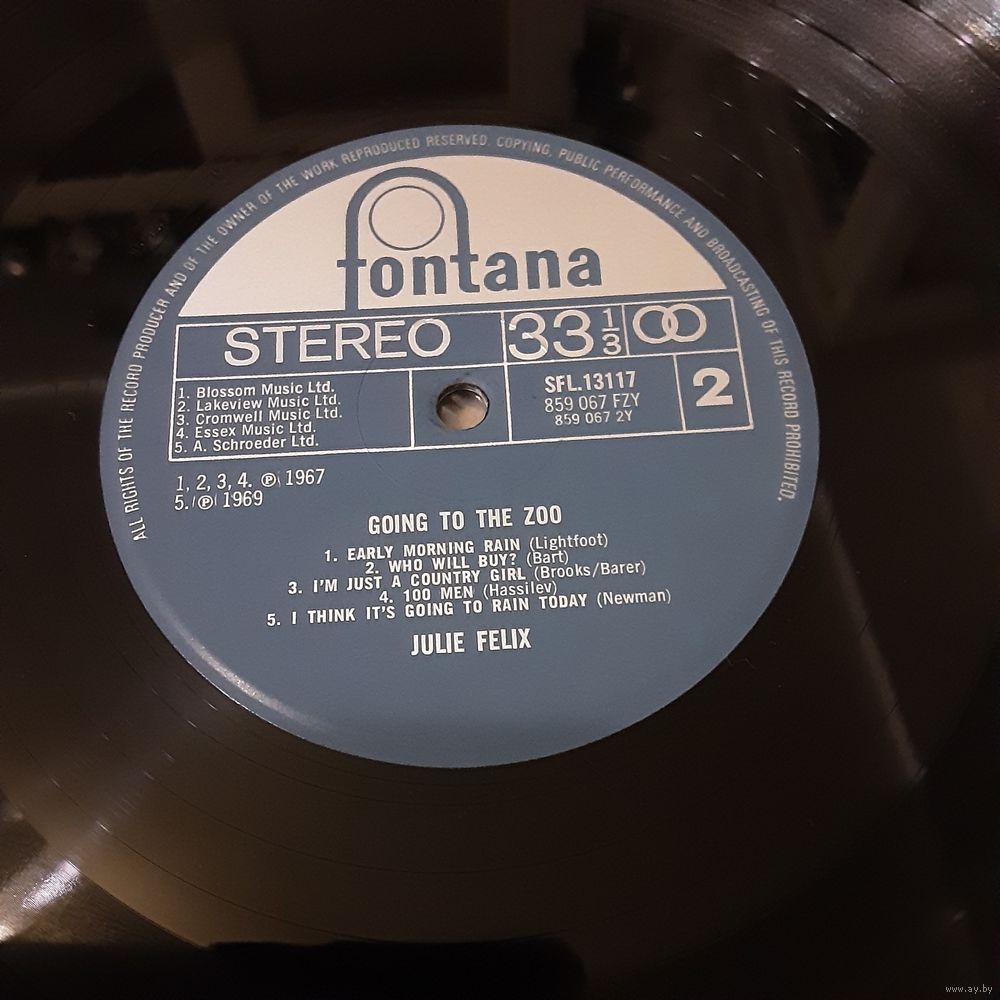 ALL RIGHTS OF THE RECORD PRODUCER AND OF THE OWNER OF THE WORK REPRODUCED RESERVED. COPYING, PUBLIC PERFORMANCE AND BROADCASTING OF THIS RECORD PROHIBITED.
fontana
STEREO 33 1/3
1. Blossom Music Ltd.
2. Lakeview Music Ltd.
3. Cromwell Music Ltd.
4. Essex Music Ltd.
5. A. Schroeder Ltd.
SFL.13117
859 067 FZY
859 067 2Y
2
1, 2, 3, 4. ℗ 1967
5. ℗ 1969
GOING TO THE ZOO
1. EARLY MORNING RAIN (Lightfoot)
2. WHO WILL BUY? (Bart)
3. I'M JUST A COUNTRY GIRL (Brooks/Barer)
4. 100 MEN (Hassilev)
5. I THINK IT'S GOING TO RAIN TODAY (Newman)
JULIE FELIX
www.ay.by